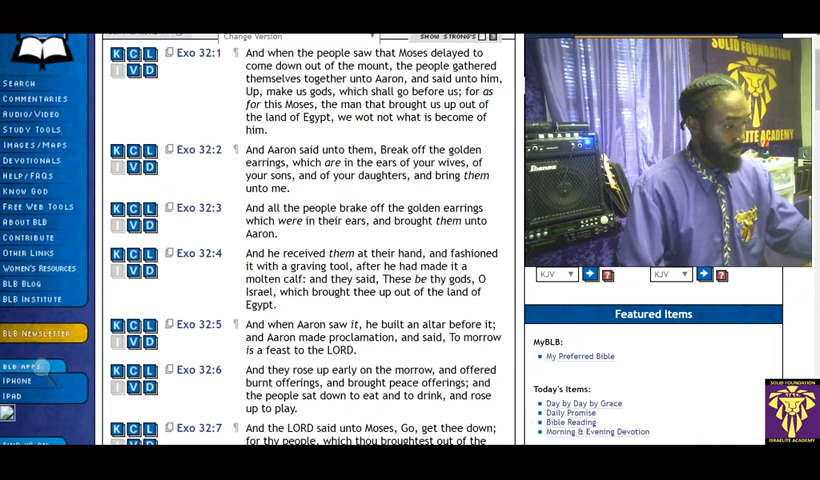 Change Version
SHOW STRONG'S
K C L
I V D
Exo 32:1
¶
And when the people saw that Moses delayed to
come down out of the mount, the people gathered
themselves together unto Aaron, and said unto him,
Up, make us gods, which shall go before us; for as
for this Moses, the man that brought us up out of
the land of Egypt, we wot not what is become of
him.
K C L
I V D
Exo 32:2
¶
And Aaron said unto them, Break off the golden
earrings, which are in the ears of your wives, of
your sons, and of your daughters, and bring them
unto me.
K C L
I V D
Exo 32:3
¶
And all the people brake off the golden earrings
which were in their ears, and brought them unto
Aaron.
K C L
I V D
Exo 32:4
¶
And he received them at their hand, and fashioned
it with a graving tool, after he had made it a
molten calf: and they said, These be thy gods, O
Israel, which brought thee up out of the land of
Egypt.
K C L
I V D
Exo 32:5
¶
And when Aaron saw it, he built an altar before it;
and Aaron made proclamation, and said, To morrow
is a feast to the LORD.
K C L
I V D
Exo 32:6
¶
And they rose up early on the morrow, and offered
burnt offerings, and brought peace offerings; and
the people sat down to eat and to drink, and rose
up to play.
K C L
I V D
Exo 32:7
¶
And the LORD said unto Moses, Go, get thee down;
for thy people, which thou broughtest out of the
SEARCH
COMMENTARIES
AUDIO/VIDEO
STUDY TOOLS
IMAGES/MAPS
DEVOTIONALS
HELP/FAQS
KNOW GOD
FREE WEB TOOLS
ABOUT BLB
CONTRIBUTE
OTHER LINKS
WOMEN'S RESOURCES
BLB BLOG
BLB INSTITUTE
BLB NEWSLETTER
BLB APPS
IPHONE
IPAD
FIND US ON
SOLID FOUNDATION
ISRAELITE ACADEMY
Ibanez
KJV
KJV
Featured Items
MyBLB:
My Preferred Bible
Today's Items:
Day by Day by Grace
Daily Promise
Bible Reading
Morning & Evening Devotion
SOLID FOUNDATION
ISRAELITE ACADEMY